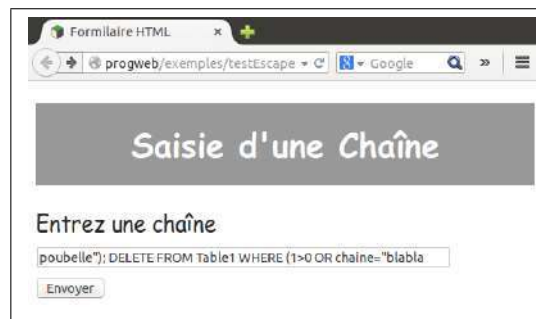 Formilaire HTML
progweb/exemples/testEscape
Google
Saisie d'une Chaîne
Entrez une chaîne
poubelle"); DELETE FROM Table1 WHERE (1>0 OR chaine="blabla
Envoyer